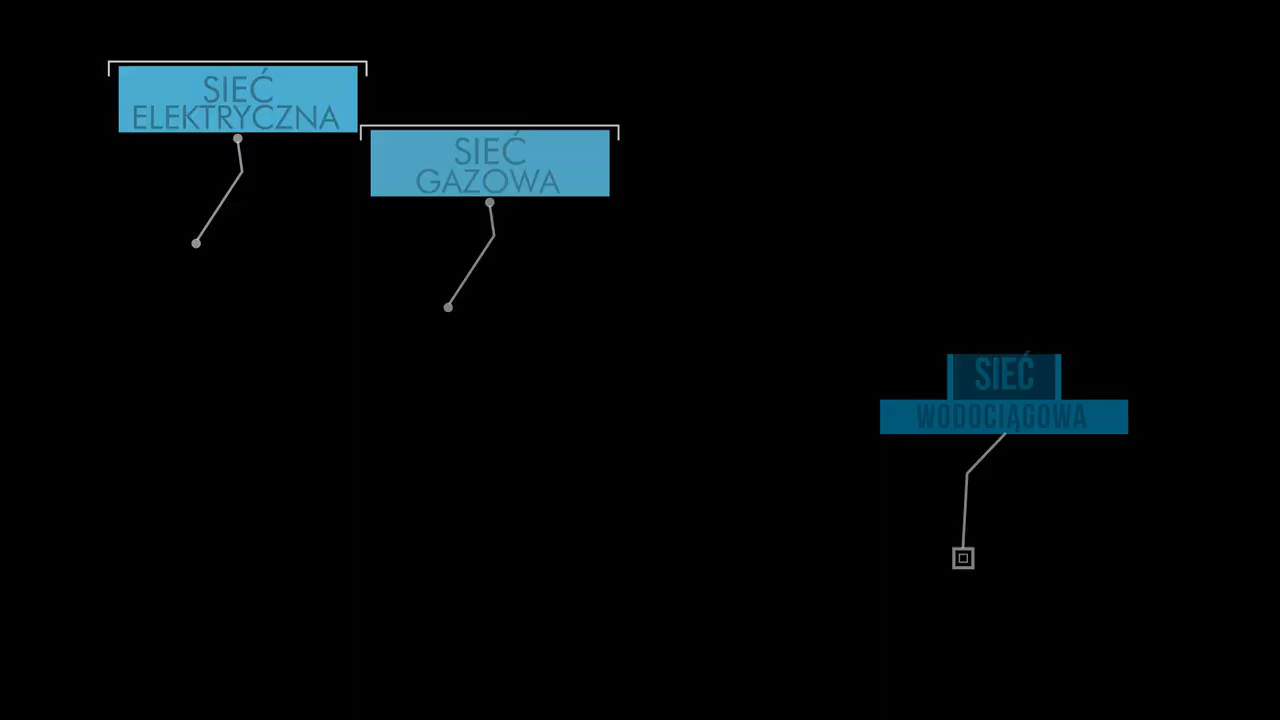 SIEĆ
ELEKTRYCZNA
SIEĆ
GAZOWA
SIEĆ
WODOCIĄGOWA